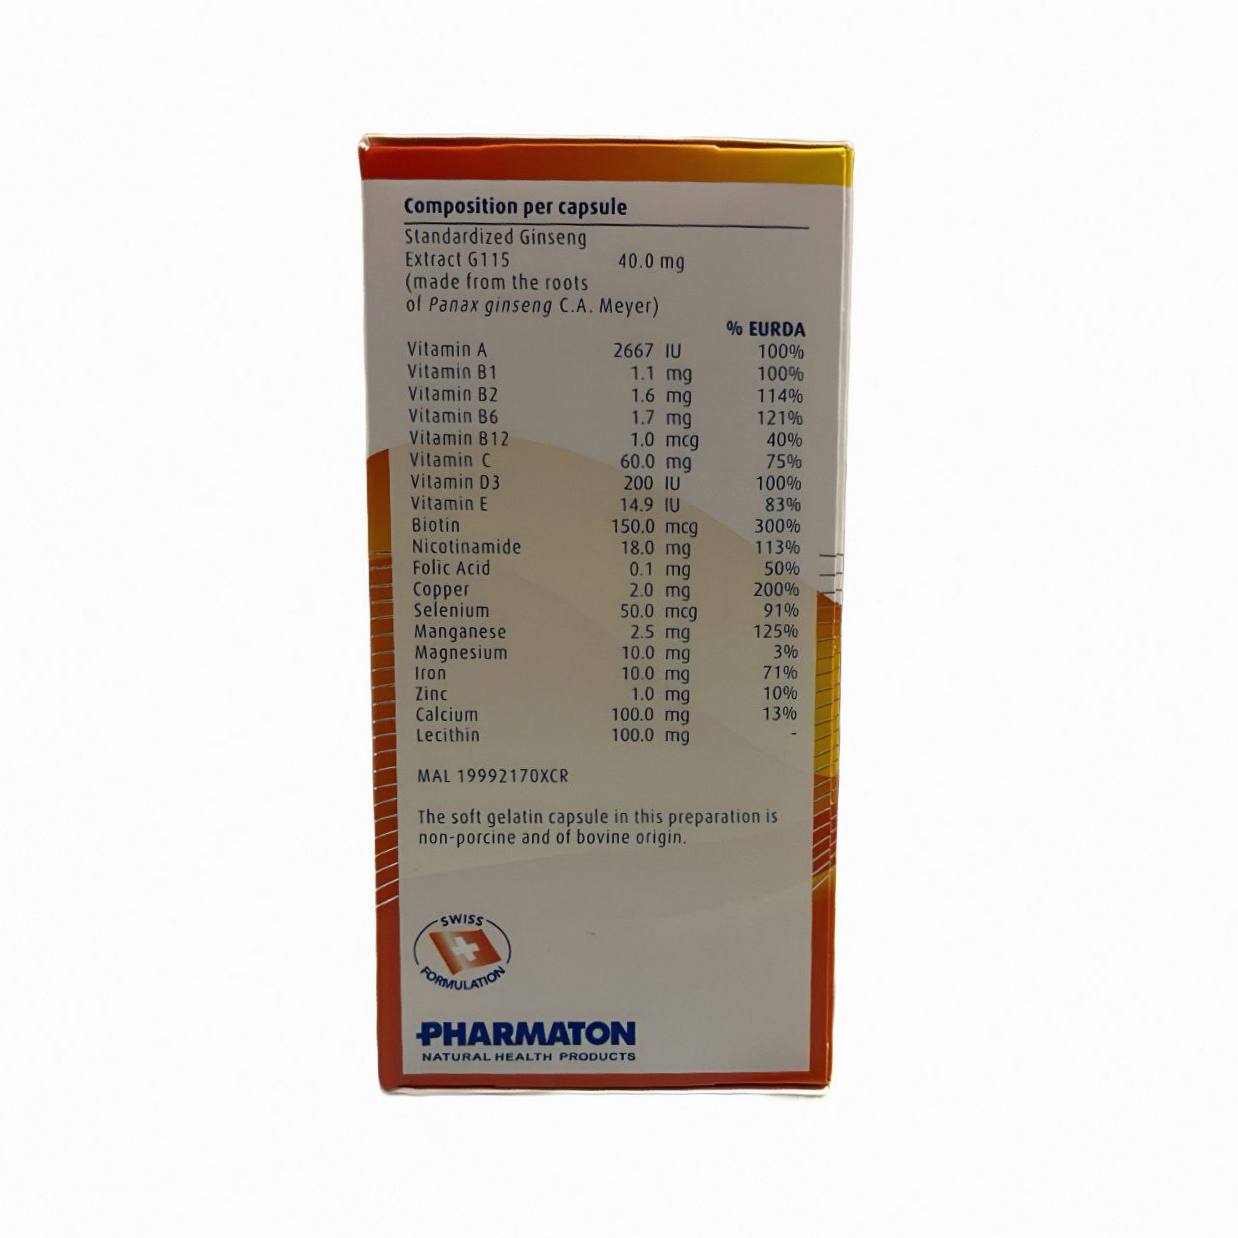 Composition per capsule
Standardized Ginseng
Extract G115 40.0 mg
(made from the roots
of Panax ginseng C.A. Meyer)
% EURDA
Vitamin A 2667 IU 100%
Vitamin B1 1.1 mg 100%
Vitamin B2 1.6 mg 114%
Vitamin B6 1.7 mg 121%
Vitamin B12 1.0 mcg 40%
Vitamin C 60.0 mg 75%
Vitamin D3 200 IU 100%
Vitamin E 14.9 IU 83%
Biotin 150.0 mcg 300%
Nicotinamide 18.0 mg 113%
Folic Acid 0.1 mg 50%
Copper 2.0 mg 200%
Selenium 50.0 mcg 91%
Manganese 2.5 mg 125%
Magnesium 10.0 mg 3%
Iron 10.0 mg 71%
Zinc 1.0 mg 10%
Calcium 100.0 mg 13%
Lecithin 100.0 mg -
MAL 19992170XCR
The soft gelatin capsule in this preparation is
non-porcine and of bovine origin.
SWISS
FORMULATION
PHARMATON
NATURAL HEALTH PRODUCTS